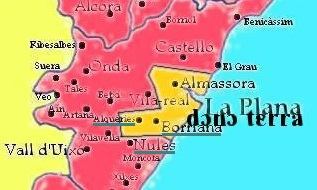 Alcora
Borriol
Benicàssim
Ribesalbes
Castelló
Suera
Onda
El Grau
Tales
Almassora
Veo
Betxí
Vila-real
La Plana
Aín
Artana
Alqueries
Borriana
Vilavella
Vall d'Uixó
Nules
Moncofa
Xilxes